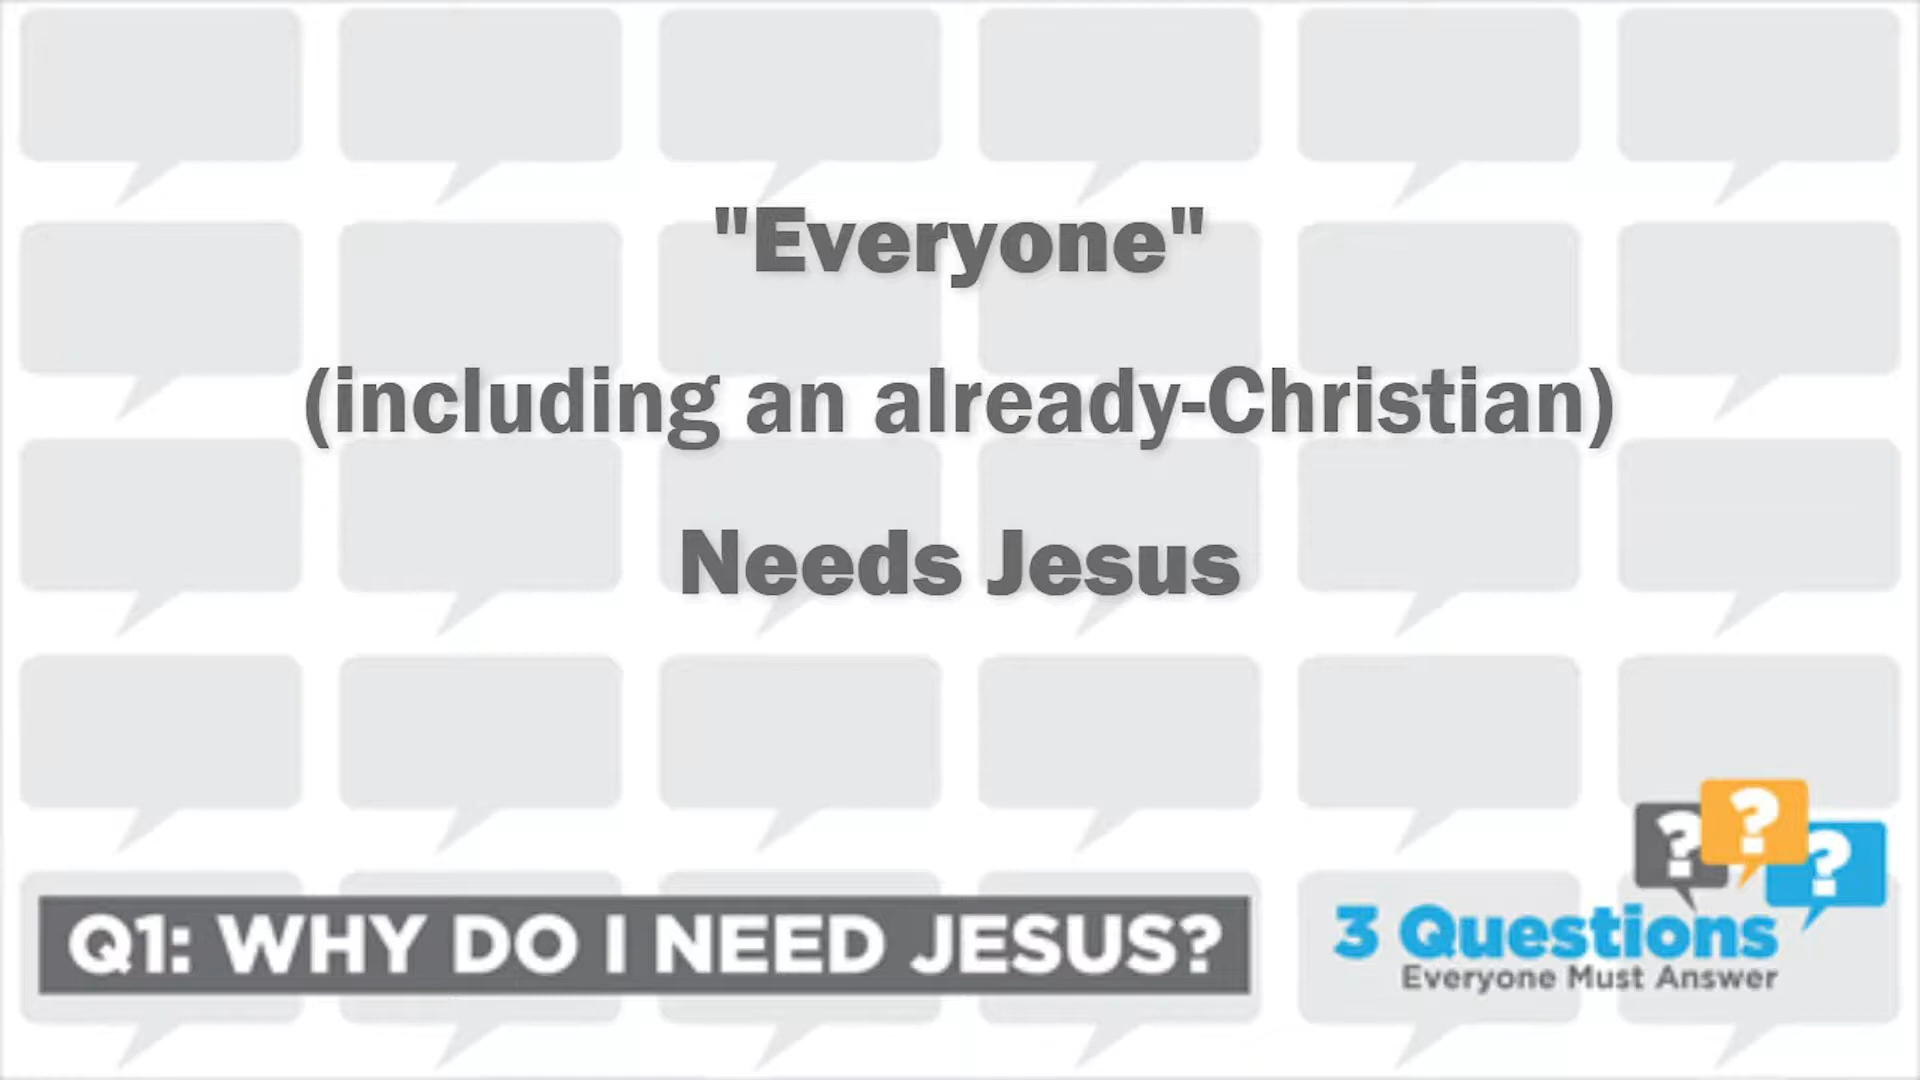 "Everyone"
(including an already-Christian)
Needs Jesus
? ? ?
Q1: WHY DO I NEED JESUS?
3 Questions
Everyone Must Answer